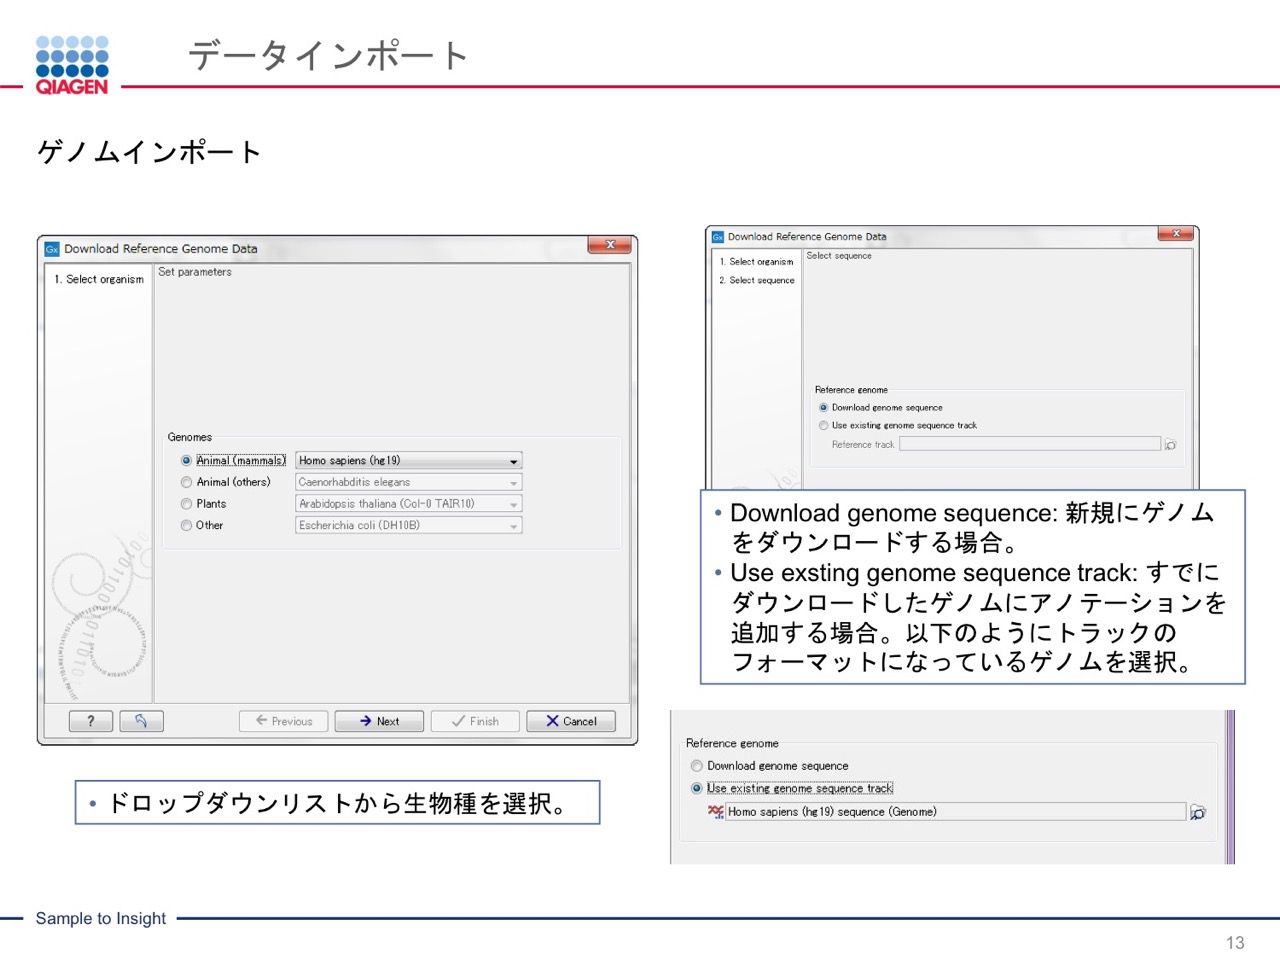 QIAGEN
データインポート
ゲノムインポート
Gx Download Reference Genome Data
1. Select organism
Set parameters
Genomes
Animal (mammals) Homo sapiens (hg19)
Animal (others) Caenorhabditis elegans
Plants Arabidopsis thaliana (Col-0 TAIR10)
Other Escherichia coli (DH10B)
? Previous Next Finish Cancel
• ドロップダウンリストから生物種を選択。
Gx Download Reference Genome Data
1. Select organism
2. Select sequence
Select sequence
Reference genome
Download genome sequence
Use existing genome sequence track
Reference track
• Download genome sequence: 新規にゲノム
をダウンロードする場合。
• Use exsting genome sequence track: すでに
ダウンロードしたゲノムにアノテーションを
追加する場合。以下のようにトラックの
フォーマットになっているゲノムを選択。
Reference genome
Download genome sequence
Use existing genome sequence track
Homo sapiens (hg19) sequence (Genome)
Sample to Insight
13